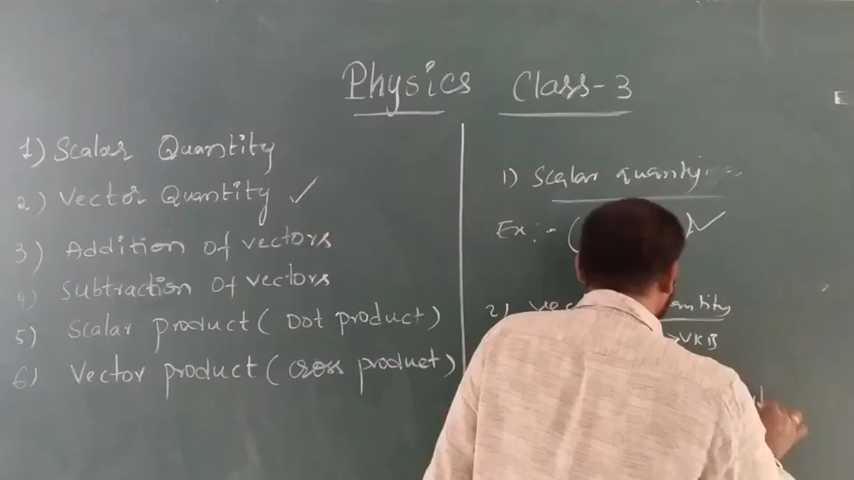 Physics Class-3
1) Scalar Quantity
2) Vector Quantity ✓
3) Addition of vectors
4) Subtraction of vectors
5) Scalar product ( Dot product )
6) Vector product ( cross product )
1) Scalar quantity:
Ex:- ( ) ✓
2)